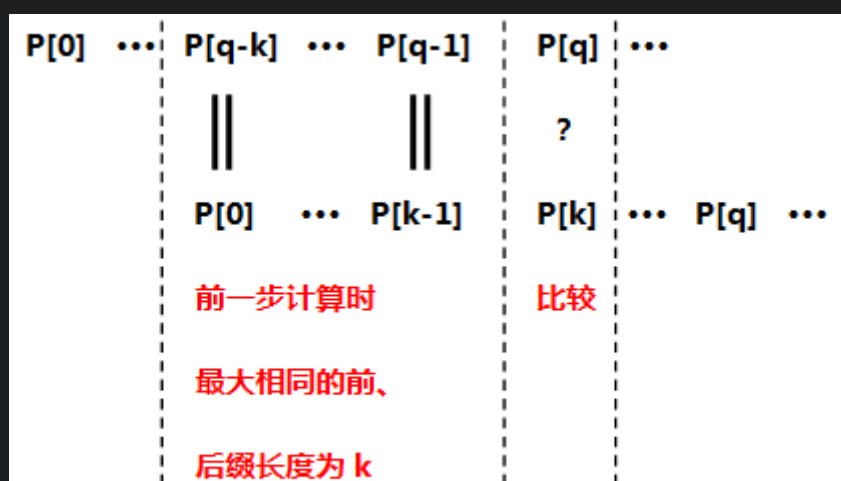 P[0] ··· P[q-k] ··· P[q-1] P[q] ···
?
P[0] ··· P[k-1] P[k] ··· P[q] ···
前一步计算时 比较
最大相同的前、
后缀长度为 k